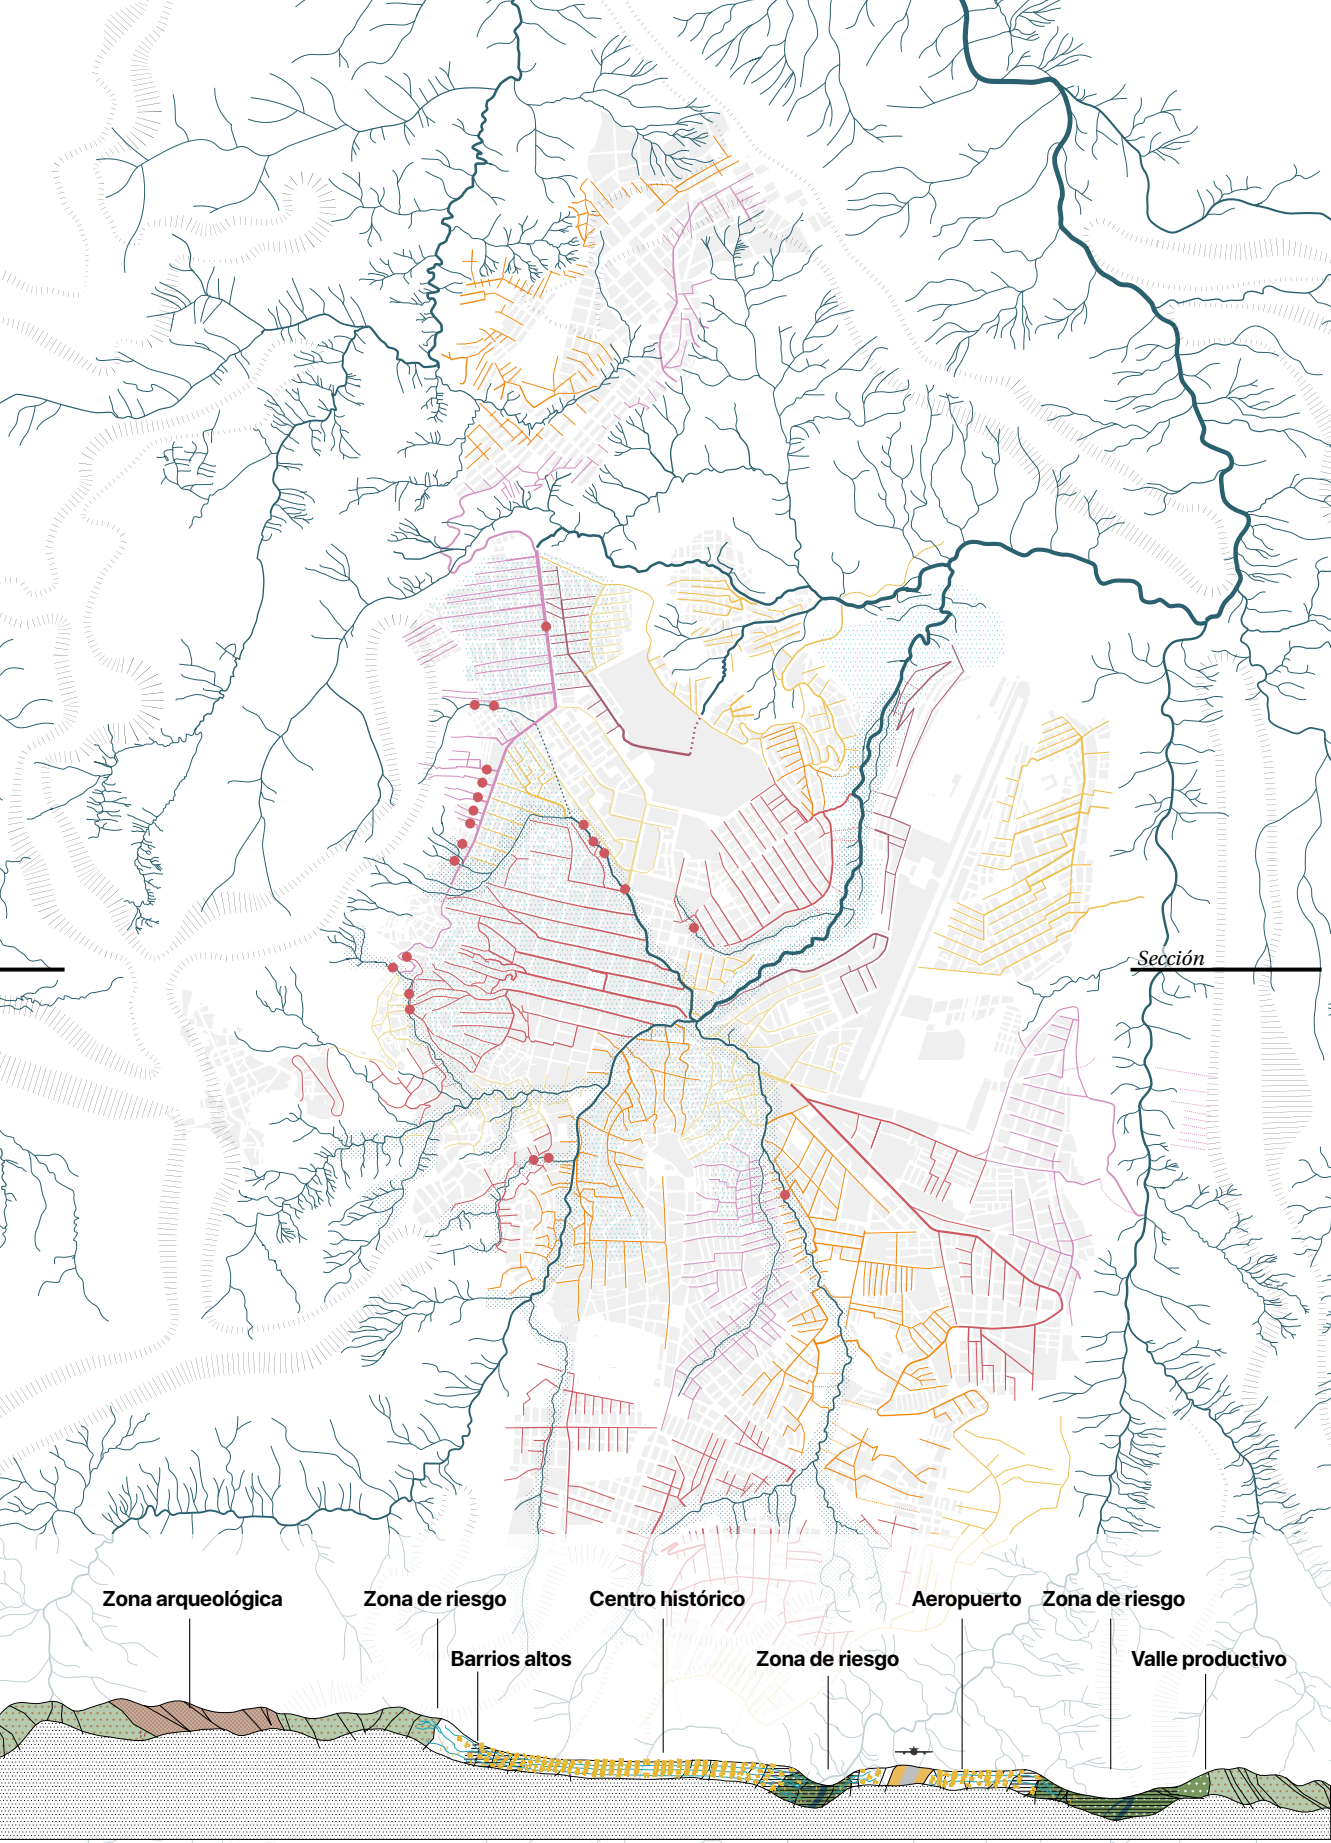 Sección
Zona arqueológica
Zona de riesgo
Centro histórico
Aeropuerto
Zona de riesgo
Barrios altos
Zona de riesgo
Valle productivo